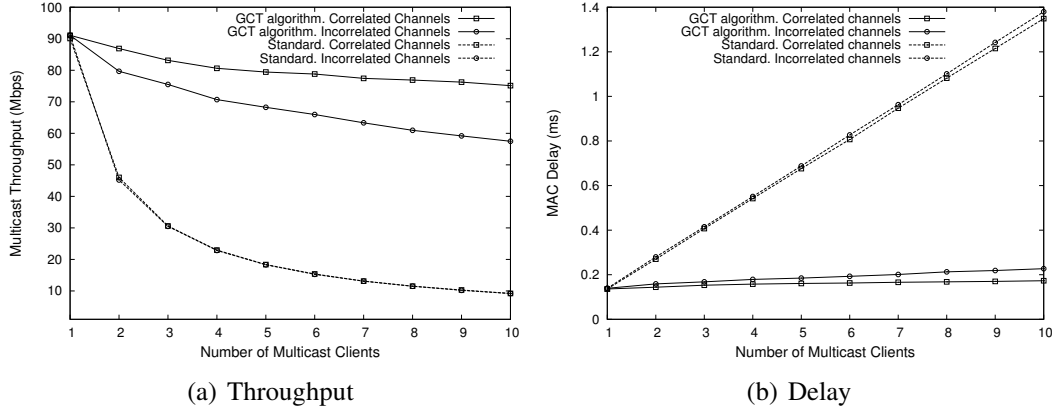 100
90
80
70
60
50
40
30
20
10
1 2 3 4 5 6 7 8 9 10
Multicast Throughput (Mbps)
Number of Multicast Clients
GCT algorithm. Correlated Channels
GCT algorithm. Incorrelated Channels
Standard. Correlated Channels
Standard. Incorrelated Channels
(a) Throughput
1.4
1.2
1
0.8
0.6
0.4
0.2
0
1 2 3 4 5 6 7 8 9 10
MAC Delay (ms)
Number of Multicast Clients
GCT algorithm. Correlated Channels
GCT algorithm. Incorrelated Channels
Standard. Correlated Channels
Standard. Incorrelated channels
(b) Delay